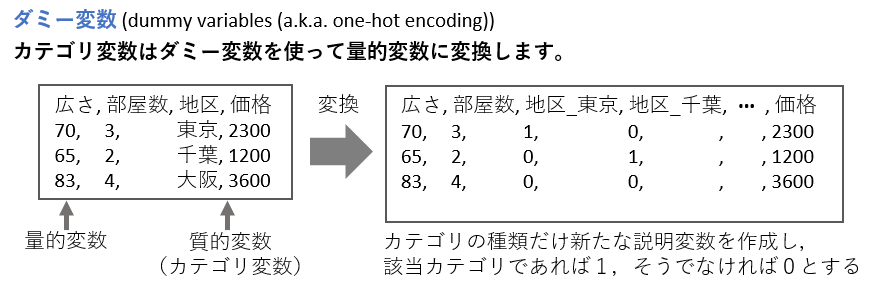 ダミー変数 (dummy variables (a.k.a. one-hot encoding))
カテゴリ変数はダミー変数を使って量的変数に変換します。
広さ, 部屋数, 地区, 価格
70, 3, 東京, 2300
65, 2, 千葉, 1200
83, 4, 大阪, 3600
量的変数
質的変数
（カテゴリ変数）
変換
広さ, 部屋数, 地区_東京, 地区_千葉, … , 価格
70, 3, 1, 0, , , 2300
65, 2, 0, 1, , , 1200
83, 4, 0, 0, , , 3600
カテゴリの種類だけ新たな説明変数を作成し，
該当カテゴリであれば１，そうでなければ０とする